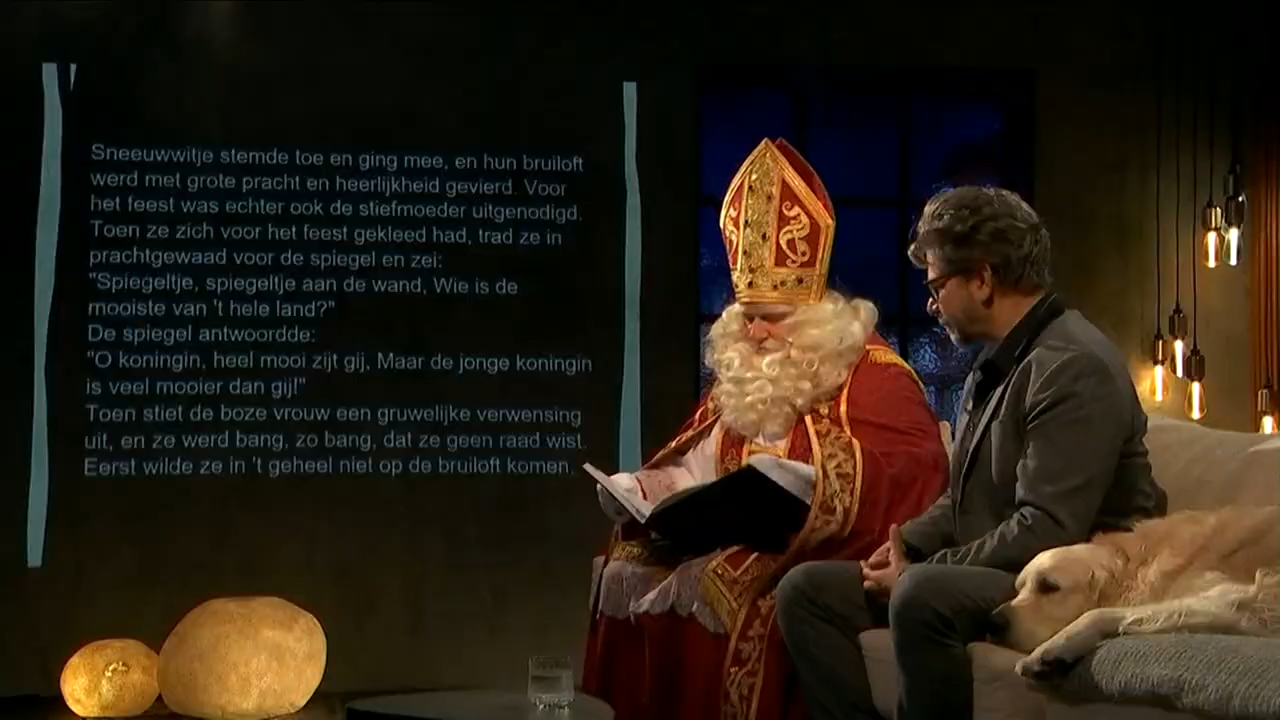 Sneeuwwitje stemde toe en ging mee, en hun bruiloft
werd met grote pracht en heerlijkheid gevierd. Voor
het feest was echter ook de stiefmoeder uitgenodigd.
Toen ze zich voor het feest gekleed had, trad ze in
prachtgewaad voor de spiegel en zei:
"Spiegeltje, spiegeltje aan de wand, Wie is de
mooiste van 't hele land?"
De spiegel antwoordde:
"O koningin, heel mooi zijt gij, Maar de jonge koningin
is veel mooier dan gij!"
Toen stiet de boze vrouw een gruwelijke verwensing
uit, en ze werd bang, zo bang, dat ze geen raad wist.
Eerst wilde ze in 't geheel niet op de bruiloft komen.